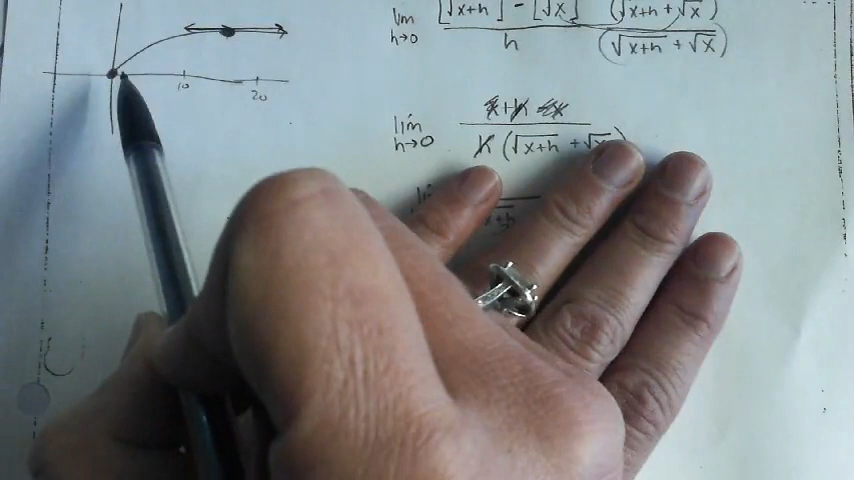 lim [√x+h] - [√x] (√x+h + √x)
h→0 h (√x+h + √x)
10 20
lim x+h-x
h→0 h (√x+h + √x)